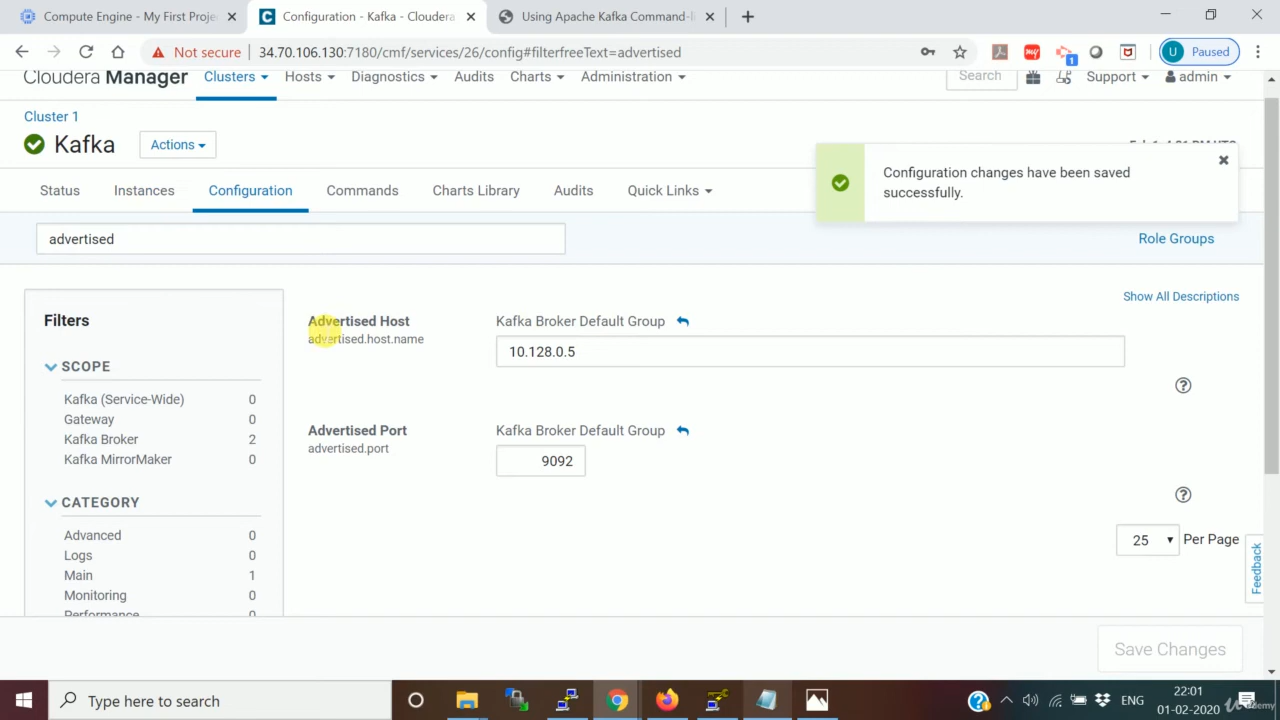 Compute Engine - My First Proje
Configuration - Kafka - Cloudera
Using Apache Kafka Command-li
Not secure
34.70.106.130:7180/cmf/services/26/config#filterfreeText=advertised
1
U Paused
Cloudera Manager
Clusters
Hosts
Diagnostics
Audits
Charts
Administration
Search
Support
admin
Cluster 1
Kafka
Actions
Configuration changes have been saved
successfully.
Status
Instances
Configuration
Commands
Charts Library
Audits
Quick Links
advertised
Role Groups
Show All Descriptions
Filters
SCOPE
Kafka (Service-Wide) 0
Gateway 0
Kafka Broker 2
Kafka MirrorMaker 0
CATEGORY
Advanced 0
Logs 0
Main 1
Monitoring 0
Performance 0
Advertised Host
advertised.host.name
Kafka Broker Default Group
10.128.0.5
Advertised Port
advertised.port
Kafka Broker Default Group
9092
25 Per Page
Feedback
Save Changes
Type here to search
ENG
22:01
01-02-2020
Udemy